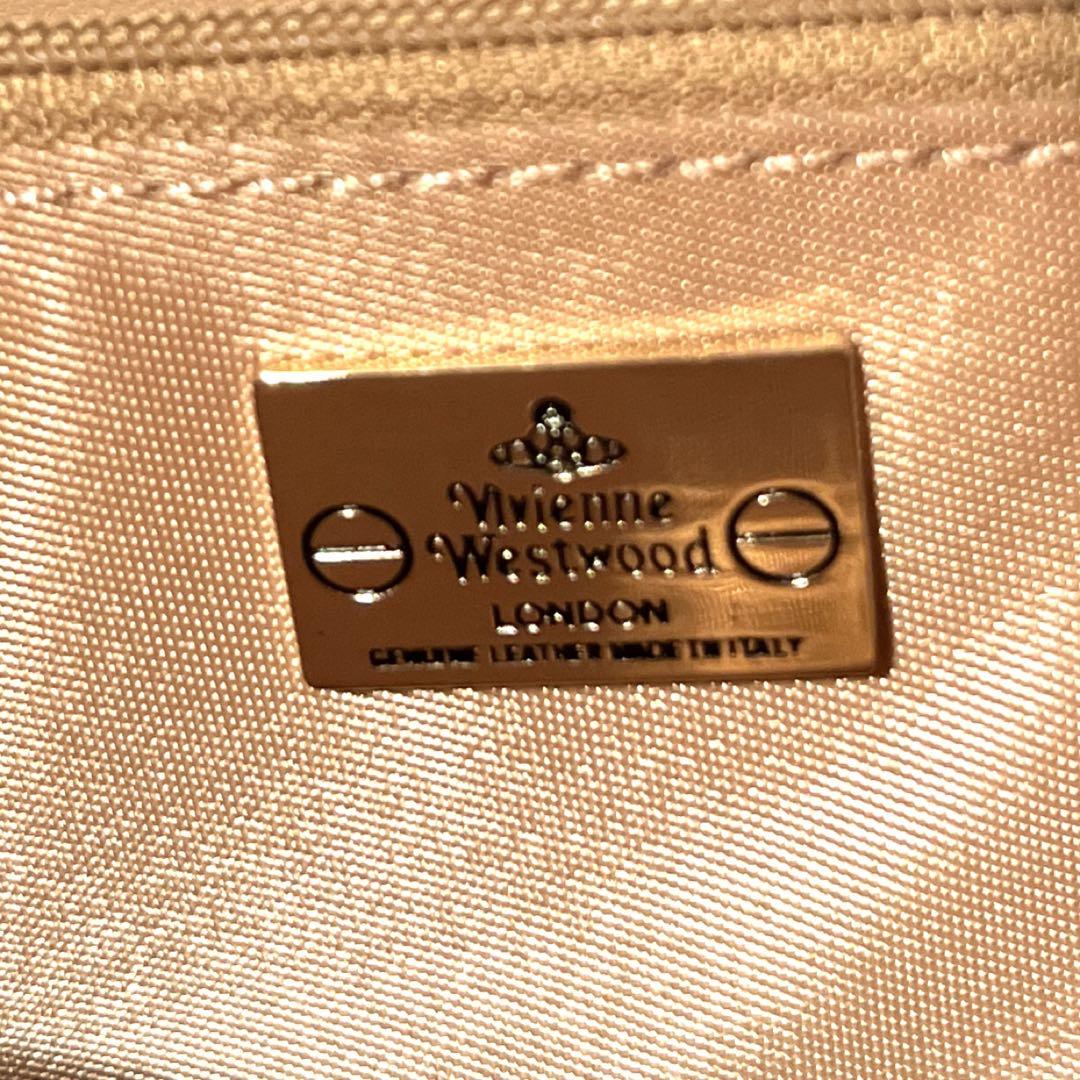 Vivienne
Westwood
LONDON
GENUINE LEATHER MADE IN ITALY